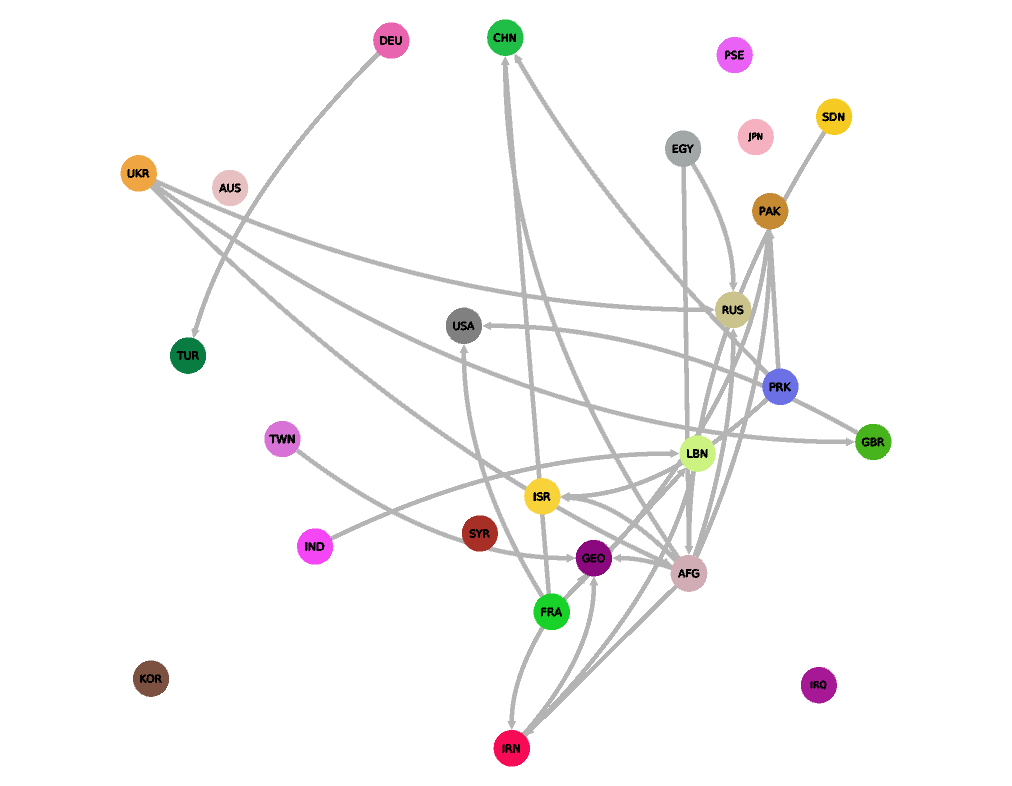 CHN
DEU
PSE
SDN
JPN
EGY
UKR
AUS
PAK
RUS
USA
TUR
PRK
TWN
GBR
LBN
ISR
SYR
IND
GEO
AFG
FRA
KOR
IRQ
IRN